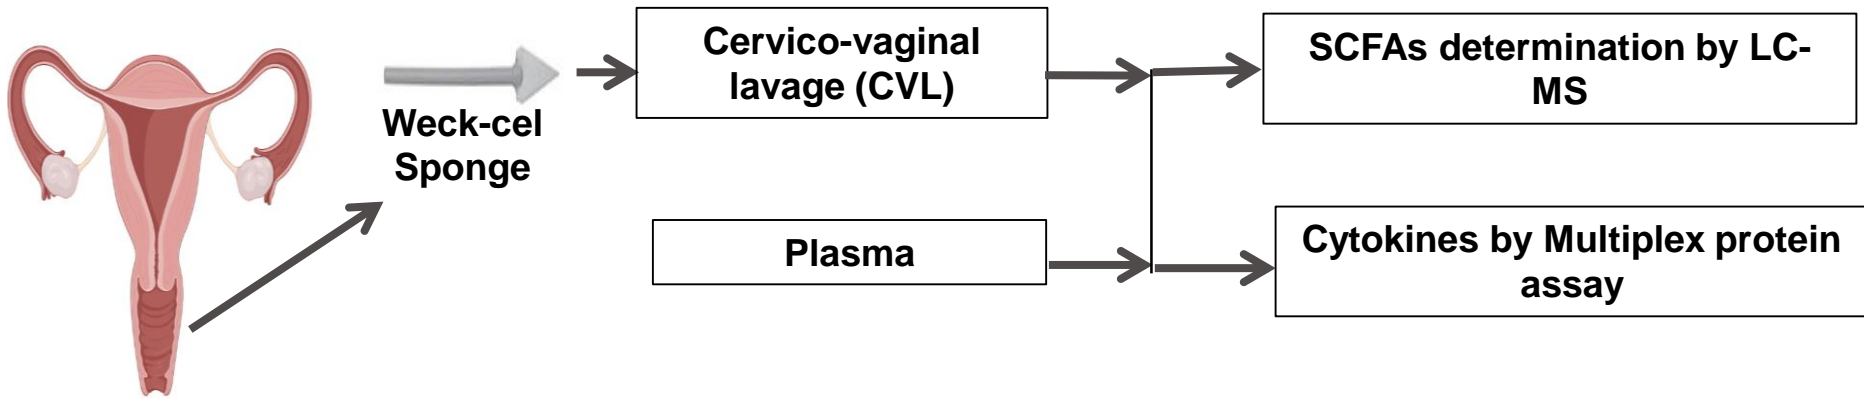 Cervico-vaginal
lavage (CVL)
SCFAs determination by LC-
MS
Weck-cel
Sponge
Plasma
Cytokines by Multiplex protein
assay